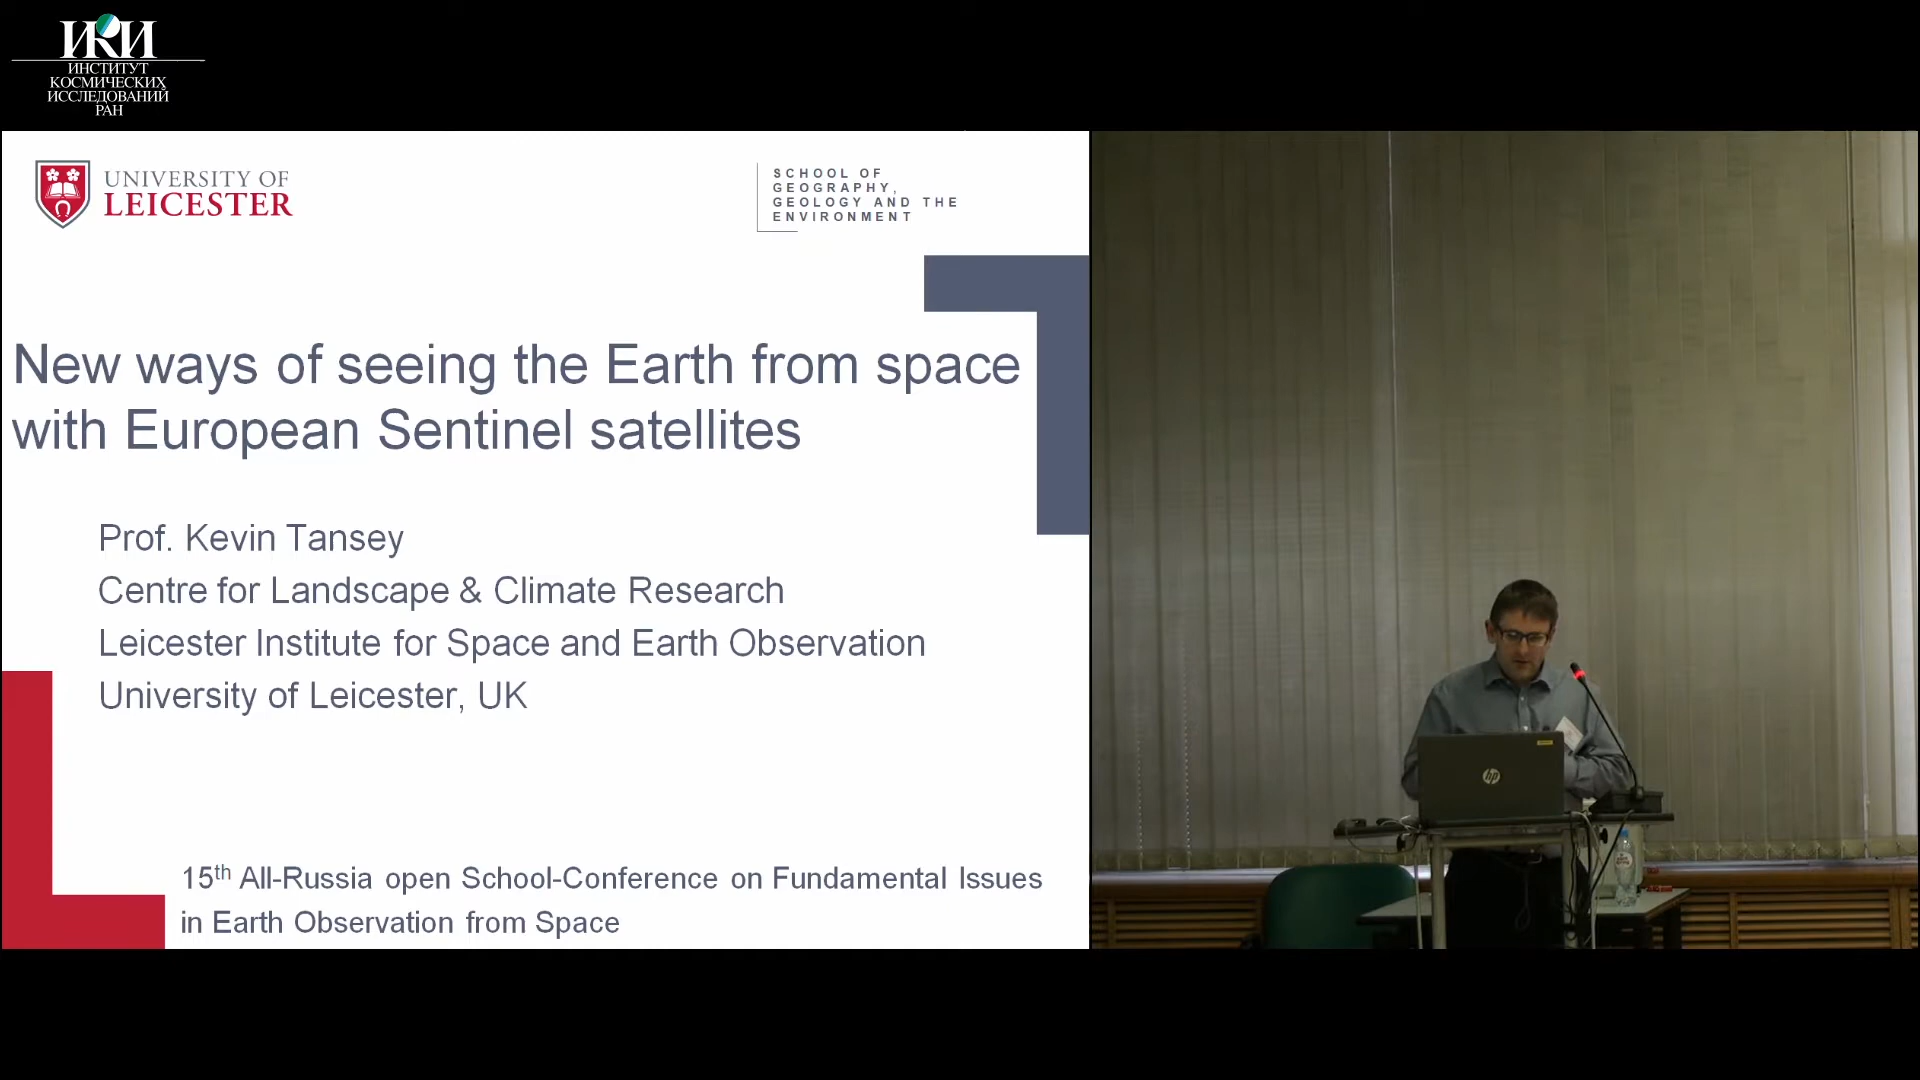 ИКИ
ИНСТИТУТ
КОСМИЧЕСКИХ
ИССЛЕДОВАНИЙ
РАН
UNIVERSITY OF
LEICESTER
SCHOOL OF
GEOGRAPHY,
GEOLOGY AND THE
ENVIRONMENT
New ways of seeing the Earth from space
with European Sentinel satellites
Prof. Kevin Tansey
Centre for Landscape & Climate Research
Leicester Institute for Space and Earth Observation
University of Leicester, UK
15th All-Russia open School-Conference on Fundamental Issues
in Earth Observation from Space
hp